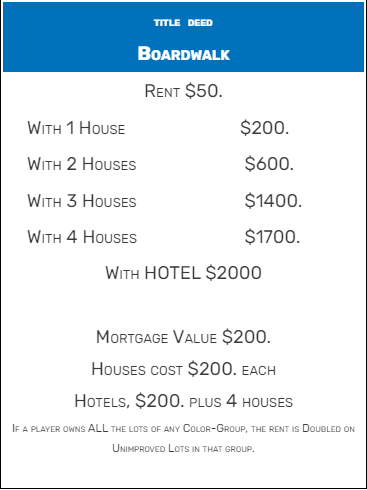 TITLE DEED
BOARDWALK
RENT $50.
WITH 1 HOUSE $200.
WITH 2 HOUSES $600.
WITH 3 HOUSES $1400.
WITH 4 HOUSES $1700.
WITH HOTEL $2000
MORTGAGE VALUE $200.
HOUSES COST $200. EACH
HOTELS, $200. PLUS 4 HOUSES
IF A PLAYER OWNS ALL THE LOTS OF ANY COLOR-GROUP, THE RENT IS DOUBLED ON
UNIMPROVED LOTS IN THAT GROUP.